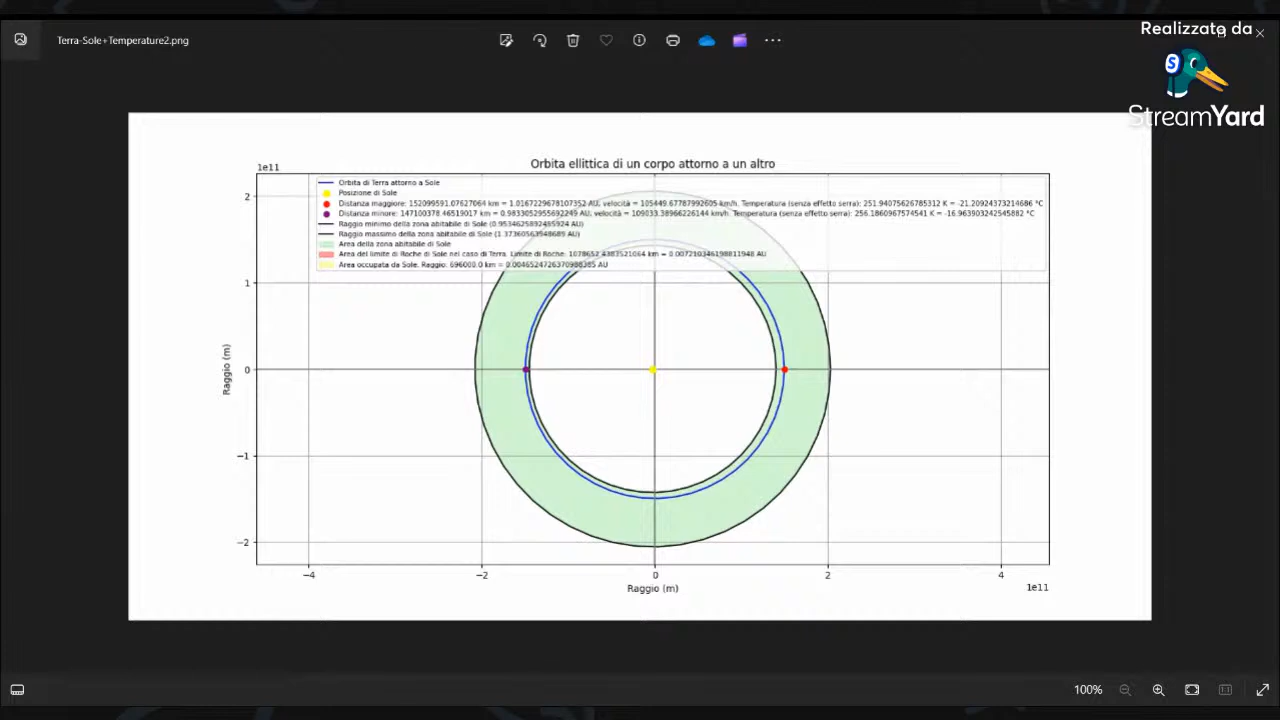 Terra-Sole+Temperature2.png
Realizzato da
S
StreamYard
Orbita ellittica di un corpo attorno a un altro
1e11
Orbita di Terra attorno a Sole
Posizione di Sole
Distanza maggiore: 152099591.07627064 km = 1.0167229678107352 AU, velocità = 105449.67787992605 km/h. Temperatura (senza effetto serra): 251.94075626785312 K = -21.20924373214686 °C
Distanza minore: 147100378.46519017 km = 0.9833052955692249 AU, velocità = 109033.38966226144 km/h. Temperatura (senza effetto serra): 256.1860967574541 K = -16.963903242545882 °C
Raggio minimo della zona abitabile di Sole (0.9534625892485924 AU)
Raggio massimo della zona abitabile di Sole (1.37360563948689 AU)
Area della zona abitabile di Sole
Area del limite di Roche di Sole nel caso di Terra. Limite di Roche: 1078652.4383521064 km = 0.007210346198811948 AU
Area occupata da Sole. Raggio: 696000.0 km = 0.0046524726370988385 AU
2
1
0
−1
−2
Raggio (m)
−4
−2
0
2
4
1e11
Raggio (m)
100%